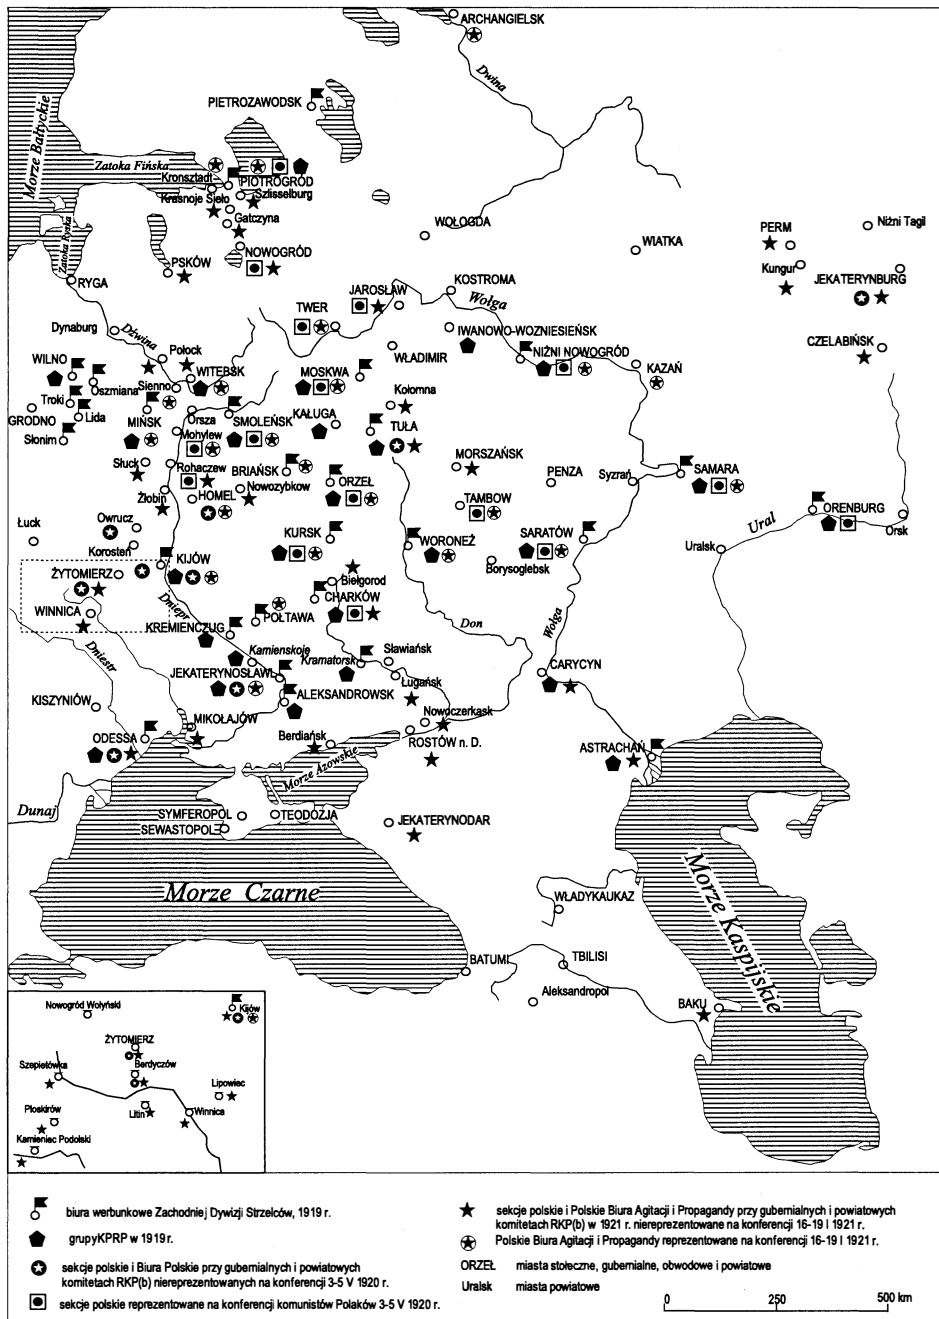 ARCHANGIELSK
Dwina
PIETROZAWODSK
Morze Bałtyckie
Zatoka Fińska
Kronsztadt
PIOTROGRÓD
Szlisselburg
Krasnoje Sieło
Gatczyna
NOWOGRÓD
Zatoka Ryska
PSKÓW
RYGA
WOŁOGDA
WIATKA
PERM
Niżni Tagil
Kungur
JEKATERYNBURG
KOSTROMA
JAROSŁAW
Wołga
TWER
IWANOWO-WOZNIESIEŃSK
Dynaburg
Dźwina
WŁADIMIR
NIŻNI NOWOGRÓD
CZELABIŃSK
Połock
WILNO
WITEBSK
MOSKWA
KAZAŃ
Oszmiana
Sienno
Kołomna
Troki
Lida
GRODNO
MIŃSK
Orsza
SMOLEŃSK
KAŁUGA
TUŁA
Słonim
Mohylew
Słuck
Rohaczew
BRIAŃSK
MORSZAŃSK
PENZA
Syzrań
SAMARA
Nowozybkow
ORZEŁ
Żłobin
HOMEL
TAMBOW
ORENBURG
Łuck
Owrucz
KURSK
Ural
Orsk
Korosteń
WORONEŻ
SARATÓW
Uralsk
KIJÓW
Borysoglebsk
ŻYTOMIERZ
Biełgorod
CHARKÓW
WINNICA
Dniepr
POŁTAWA
KREMIEŃCZUG
Don
Wołga
Dniestr
Kamienskoje
Kramatorsk
Sławiańsk
CARYCYN
JEKATERYNOSŁAWL
Ługańsk
KISZYNIÓW
ALEKSANDROWSK
MIKOŁAJÓW
Nowoczerkask
ODESSA
Berdiańsk
ROSTÓW n. D.
ASTRACHAŃ
Morze Azowskie
Dunaj
SYMFEROPOL
TEODOZJA
SEWASTOPOL
JEKATERYNODAR
Morze Czarne
Morze Kaspijskie
WŁADYKAUKAZ
BATUMI
TBILISI
Aleksandropol
BAKU
Nowogród Wołyński
Kijów
ŻYTOMIERZ
Szepietówka
Berdyczów
Lipowiec
Płoskirów
Litin
Winnica
Kamieniec Podolski
biura werbunkowe Zachodniej Dywizji Strzelców, 1919 r.
grupyKPRP w 1919 r.
sekcje polskie i Biura Polskie przy gubernialnych i powiatowych
komitetach RKP(b) niereprezentowanych na konferencji 3-5 V 1920 r.
sekcje polskie reprezentowane na konferencji komunistów Polaków 3-5 V 1920 r.
sekcje polskie i Polskie Biura Agitacji i Propagandy przy gubernialnych i powiatowych
komitetach RKP(b) w 1921 r. niereprezentowane na konferencji 16-19 I 1921 r.
Polskie Biura Agitacji i Propagandy reprezentowane na konferencji 16-19 I 1921 r.
ORZEŁ miasta stołeczne, gubernialne, obwodowe i powiatowe
Uralsk miasta powiatowe
0 250 500 km